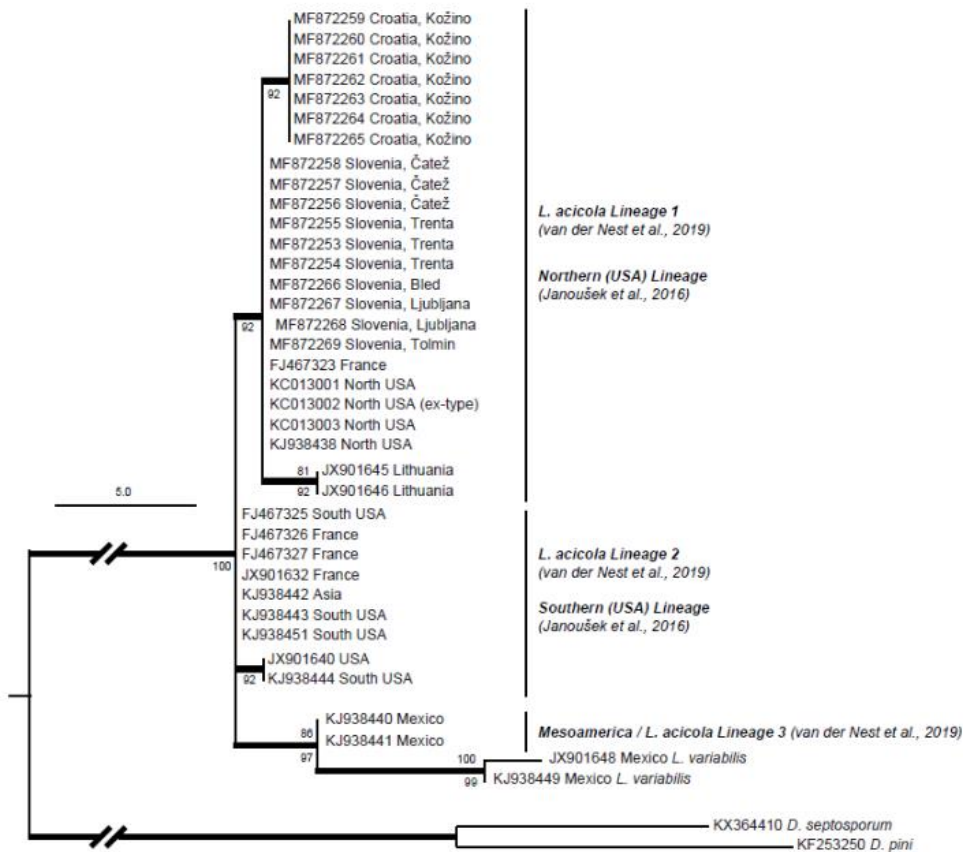 MF872259 Croatia, Kožino
MF872260 Croatia, Kožino
MF872261 Croatia, Kožino
MF872262 Croatia, Kožino
MF872263 Croatia, Kožino
MF872264 Croatia, Kožino
MF872265 Croatia, Kožino
92
MF872258 Slovenia, Čatež
MF872257 Slovenia, Čatež
MF872256 Slovenia, Čatež
MF872255 Slovenia, Trenta
MF872253 Slovenia, Trenta
MF872254 Slovenia, Trenta
MF872266 Slovenia, Bled
MF872267 Slovenia, Ljubljana
MF872268 Slovenia, Ljubljana
MF872269 Slovenia, Tolmin
92
FJ467323 France
KC013001 North USA
KC013002 North USA (ex-type)
KC013003 North USA
KJ938438 North USA
81
JX901645 Lithuania
92
JX901646 Lithuania
L. acicola Lineage 1
(van der Nest et al., 2019)
Northern (USA) Lineage
(Janoušek et al., 2016)
5.0
100
FJ467325 South USA
FJ467326 France
FJ467327 France
JX901632 France
KJ938442 Asia
KJ938443 South USA
KJ938451 South USA
JX901640 USA
92
KJ938444 South USA
L. acicola Lineage 2
(van der Nest et al., 2019)
Southern (USA) Lineage
(Janoušek et al., 2016)
KJ938440 Mexico
86
KJ938441 Mexico
97
Mesoamerica / L. acicola Lineage 3 (van der Nest et al., 2019)
100
JX901648 Mexico L. variabilis
99
KJ938449 Mexico L. variabilis
KX364410 D. septosporum
KF253250 D. pini